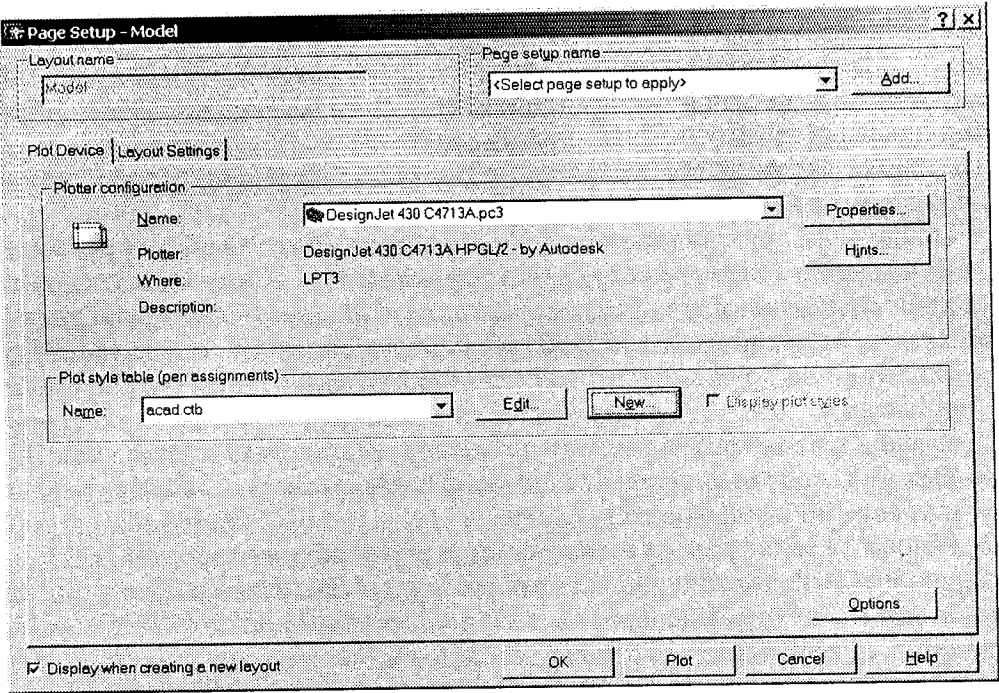 Page Setup - Model
Layout name
Model
Page setup name
<Select page setup to apply>
Add...
Plot Device
Layout Settings
Plotter configuration
Name:
DesignJet 430 C4713A.pc3
Properties...
Plotter:
DesignJet 430 C4713A HPGL/2 - by Autodesk
Hints...
Where:
LPT3
Description:
Plot style table (pen assignments)
Name:
acad.ctb
Edit...
New...
Display plot styles
Options
Display when creating a new layout
OK
Plot
Cancel
Help